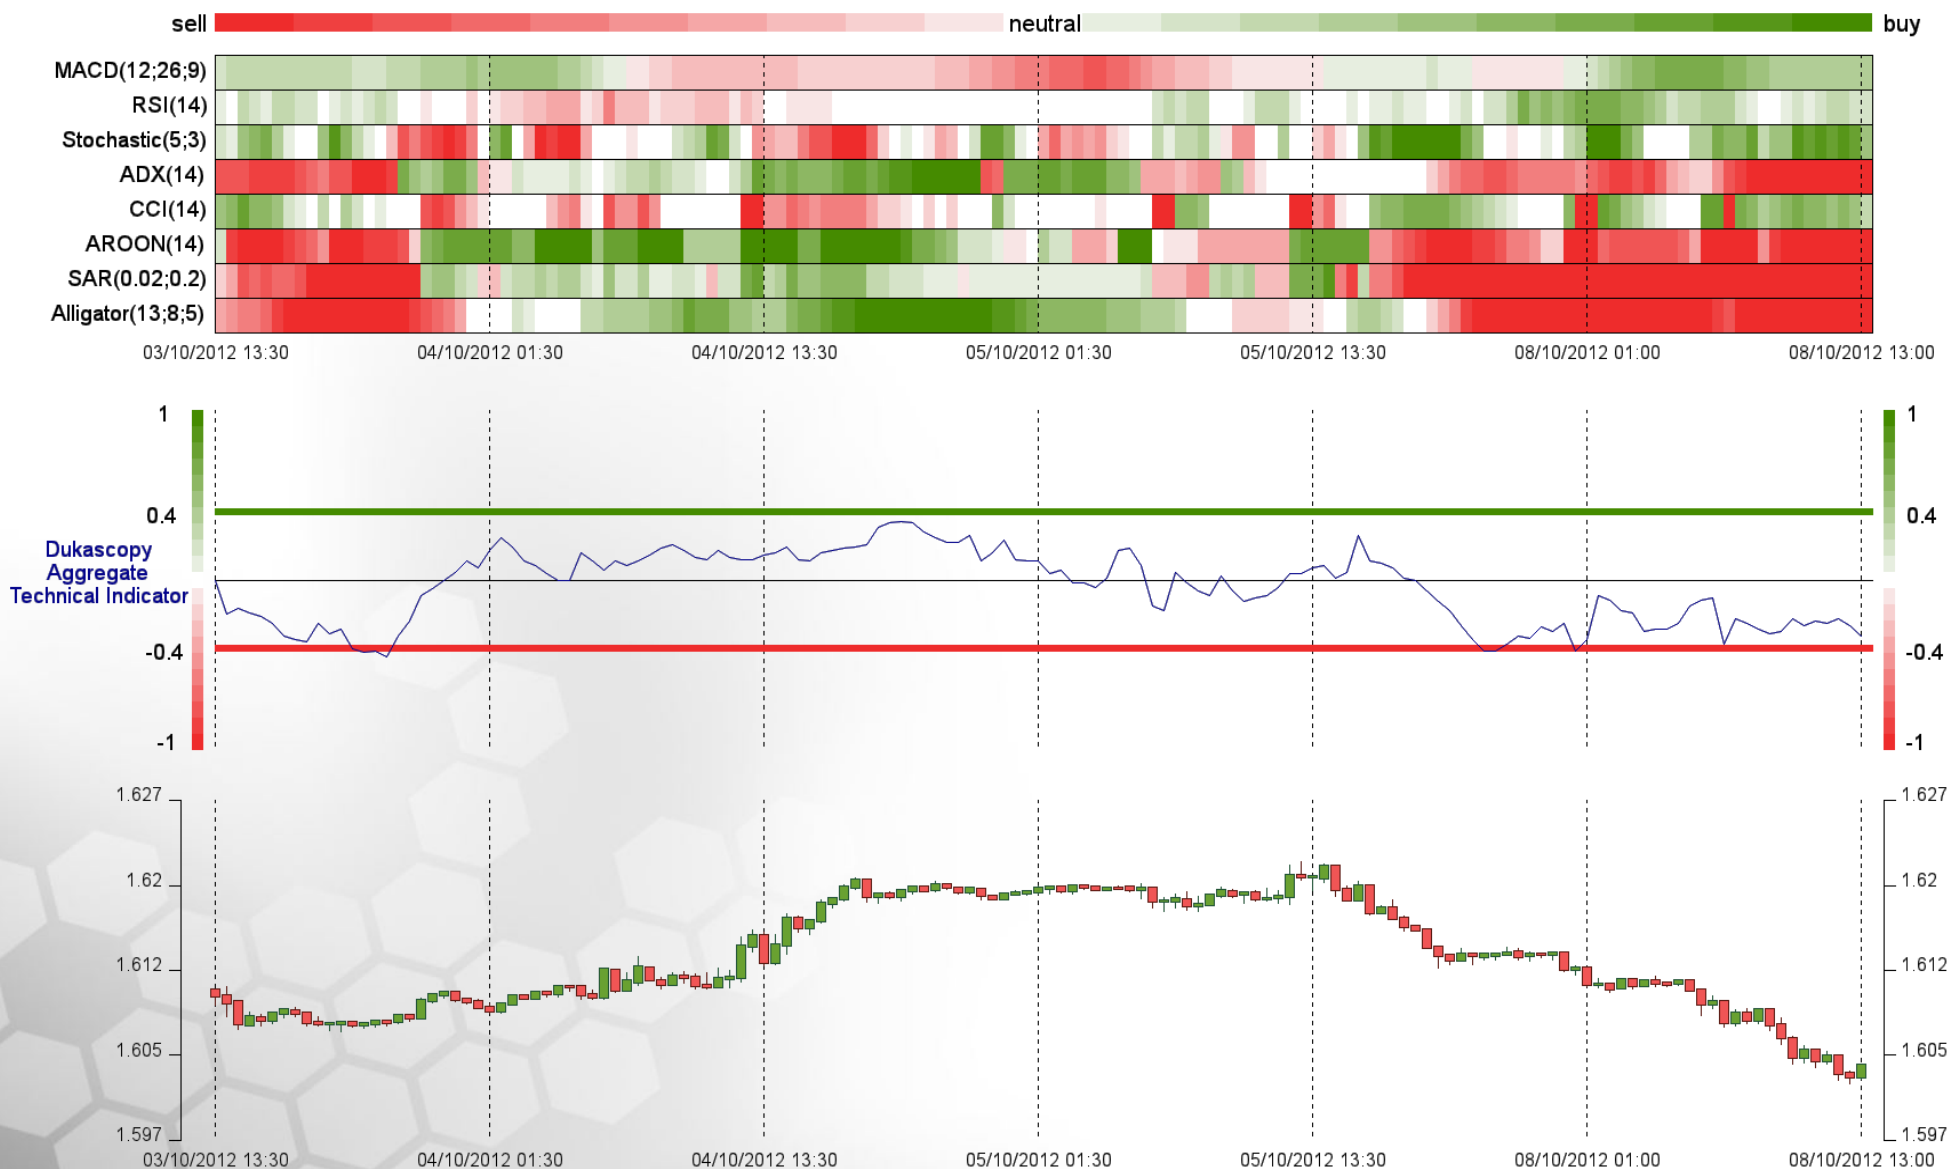 sell neutral buy
MACD(12;26;9)
RSI(14)
Stochastic(5;3)
ADX(14)
CCI(14)
AROON(14)
SAR(0.02;0.2)
Alligator(13;8;5)
03/10/2012 13:30 04/10/2012 01:30 04/10/2012 13:30 05/10/2012 01:30 05/10/2012 13:30 08/10/2012 01:00 08/10/2012 13:00
1 1
0.4 0.4
Dukascopy
Aggregate
Technical Indicator
-0.4 -0.4
-1 -1
1.627 1.627
1.62 1.62
1.612 1.612
1.605 1.605
1.597 1.597
03/10/2012 13:30 04/10/2012 01:30 04/10/2012 13:30 05/10/2012 01:30 05/10/2012 13:30 08/10/2012 01:00 08/10/2012 13:00